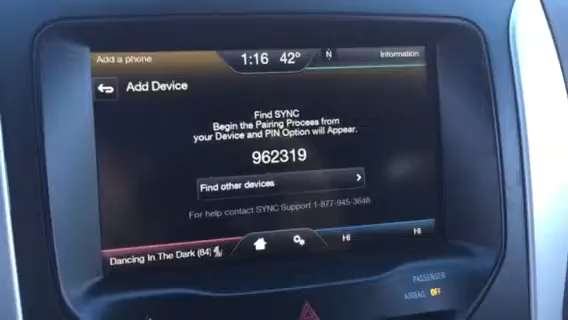 Add a phone
1:16 42°
N
Information
Add Device
Find SYNC
Begin the Pairing Process from
your Device and PIN Option will Appear.
962319
Find other devices
For help contact SYNC Support 1-877-945-3648
Dancing In The Dark (84)
HI
HI
PASSENGER
AIRBAG OFF